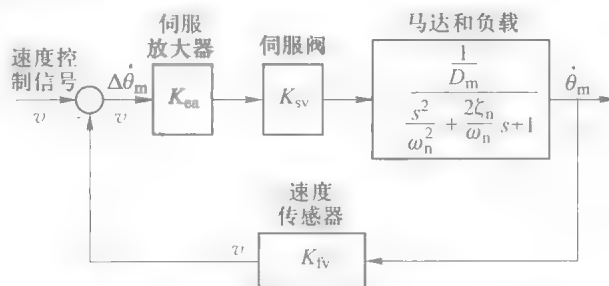 伺服
放大器
伺服阀
马达和负载
速度控
制信号
Δθ̇m
v
v
Kea
Ksv
1
Dm
s²/ωn² + 2ζn/ωn s+1
θ̇m
速度
传感器
v
Kfv